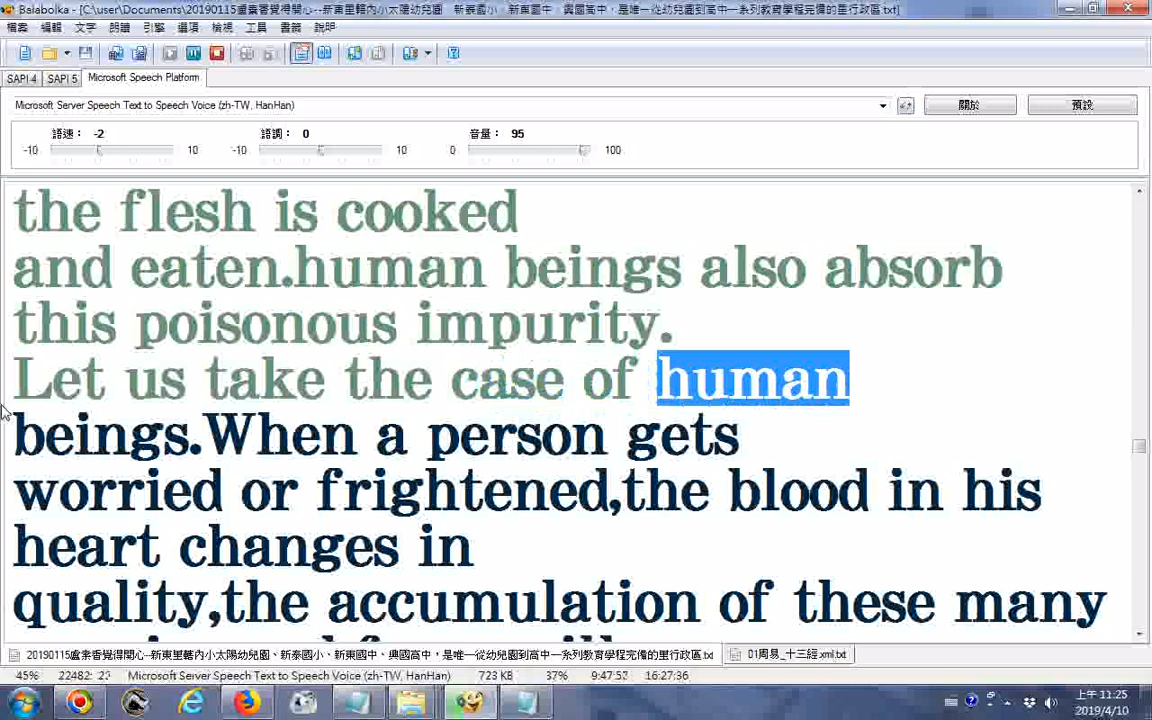 Balabolka - [C:\user\Documents\20190115盧素香覺得開心--新東里轄內小太陽幼兒園、新泰國小、新東國中、興國高中，是唯一從幼兒園到高中一系列教育學程完備的里行政區.txt]
檔案 編輯 文字 朗讀 引擎 選項 檢視 工具 書籤 說明
SAPI 4 SAPI 5 Microsoft Speech Platform
Microsoft Server Speech Text to Speech Voice (zh-TW, HanHan) 關於 預設
語速： -2 語調： 0 音量： 95
-10 10 -10 10 0 100
the flesh is cooked
and eaten.human beings also absorb
this poisonous impurity.
Let us take the case of human
beings.When a person gets
worried or frightened,the blood in his
heart changes in
quality,the accumulation of these many
20190115盧素香覺得開心--新東里轄內小太陽幼兒園、新泰國小、新東國中、興國高中，是唯一從幼兒園到高中一系列教育學程完備的里行政區.txt 01周易_十三經.xml.txt
45% 22482: 22 Microsoft Server Speech Text to Speech Voice (zh-TW, HanHan) 723 KB 37% 9:47:53 16:27:36
上午 11:25
2019/4/10